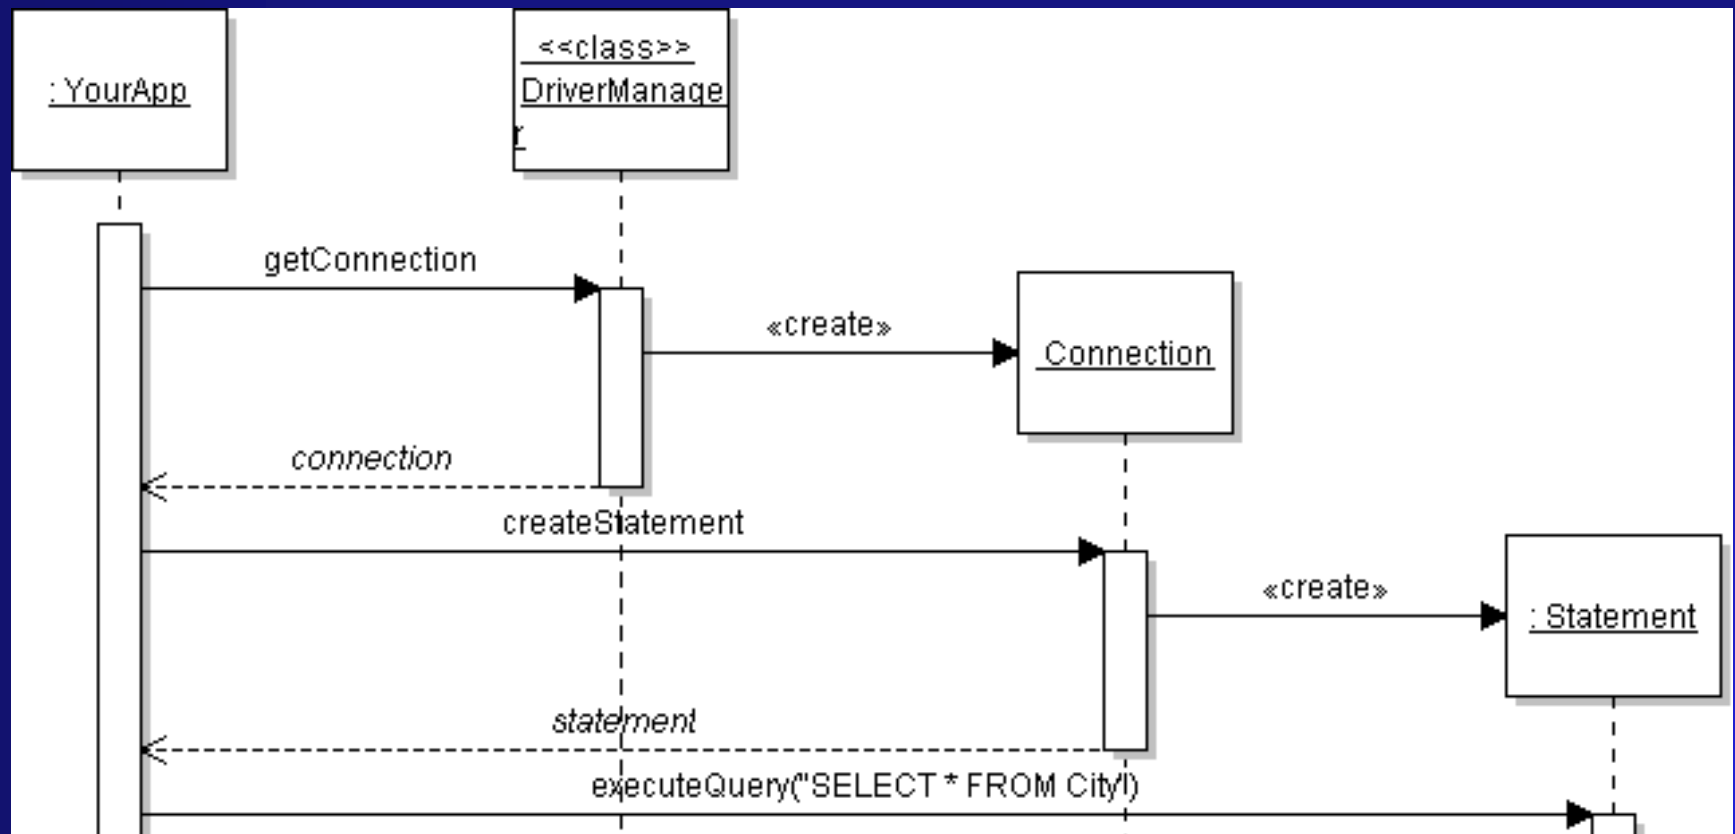 : YourApp
<<class>>
DriverManage
r
getConnection
«create»
Connection
connection
createStatement
«create»
: Statement
statement
executeQuery("SELECT * FROM City")